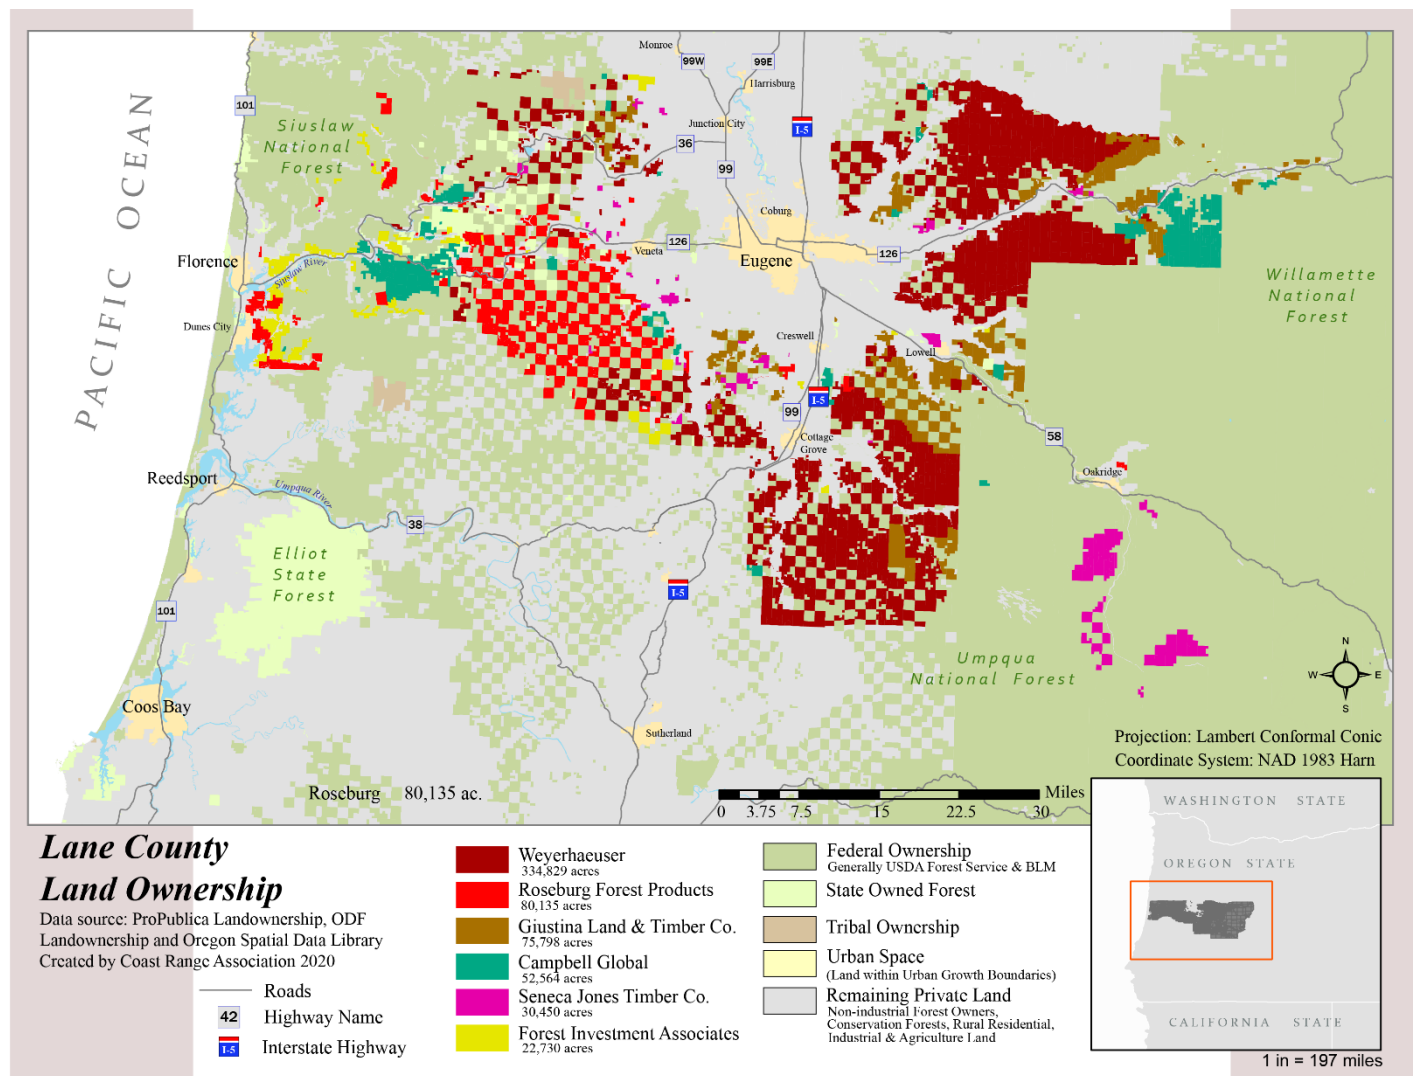 PACIFIC OCEAN
Monroe
99W
99E
Harrisburg
101
Siuslaw
National
Forest
Junction City
I-5
36
99
Coburg
126
Veneta
Eugene
126
Florence
Siuslaw River
Willamette
National
Forest
Dunes City
Creswell
Lowell
I-5
99
Cottage
Grove
58
Oakridge
Reedsport
Umpqua River
38
Elliot
State
Forest
I-5
101
Umpqua
National Forest
N
W
E
S
Coos Bay
Sutherland
Projection: Lambert Conformal Conic
Coordinate System: NAD 1983 Harn
Roseburg 80,135 ac.
Miles
0 3.75 7.5 15 22.5 30
Lane County
Land Ownership
Data source: ProPublica Landownership, ODF
Landownership and Oregon Spatial Data Library
Created by Coast Range Association 2020
Roads
42 Highway Name
I-5 Interstate Highway
Weyerhaeuser
334,829 acres
Roseburg Forest Products
80,135 acres
Giustina Land & Timber Co.
75,798 acres
Campbell Global
52,564 acres
Seneca Jones Timber Co.
30,450 acres
Forest Investment Associates
22,730 acres
Federal Ownership
Generally USDA Forest Service & BLM
State Owned Forest
Tribal Ownership
Urban Space
(Land within Urban Growth Boundaries)
Remaining Private Land
Non-industrial Forest Owners,
Conservation Forests, Rural Residential,
Industrial & Agriculture Land
WASHINGTON STATE
OREGON STATE
CALIFORNIA STATE
1 in = 197 miles